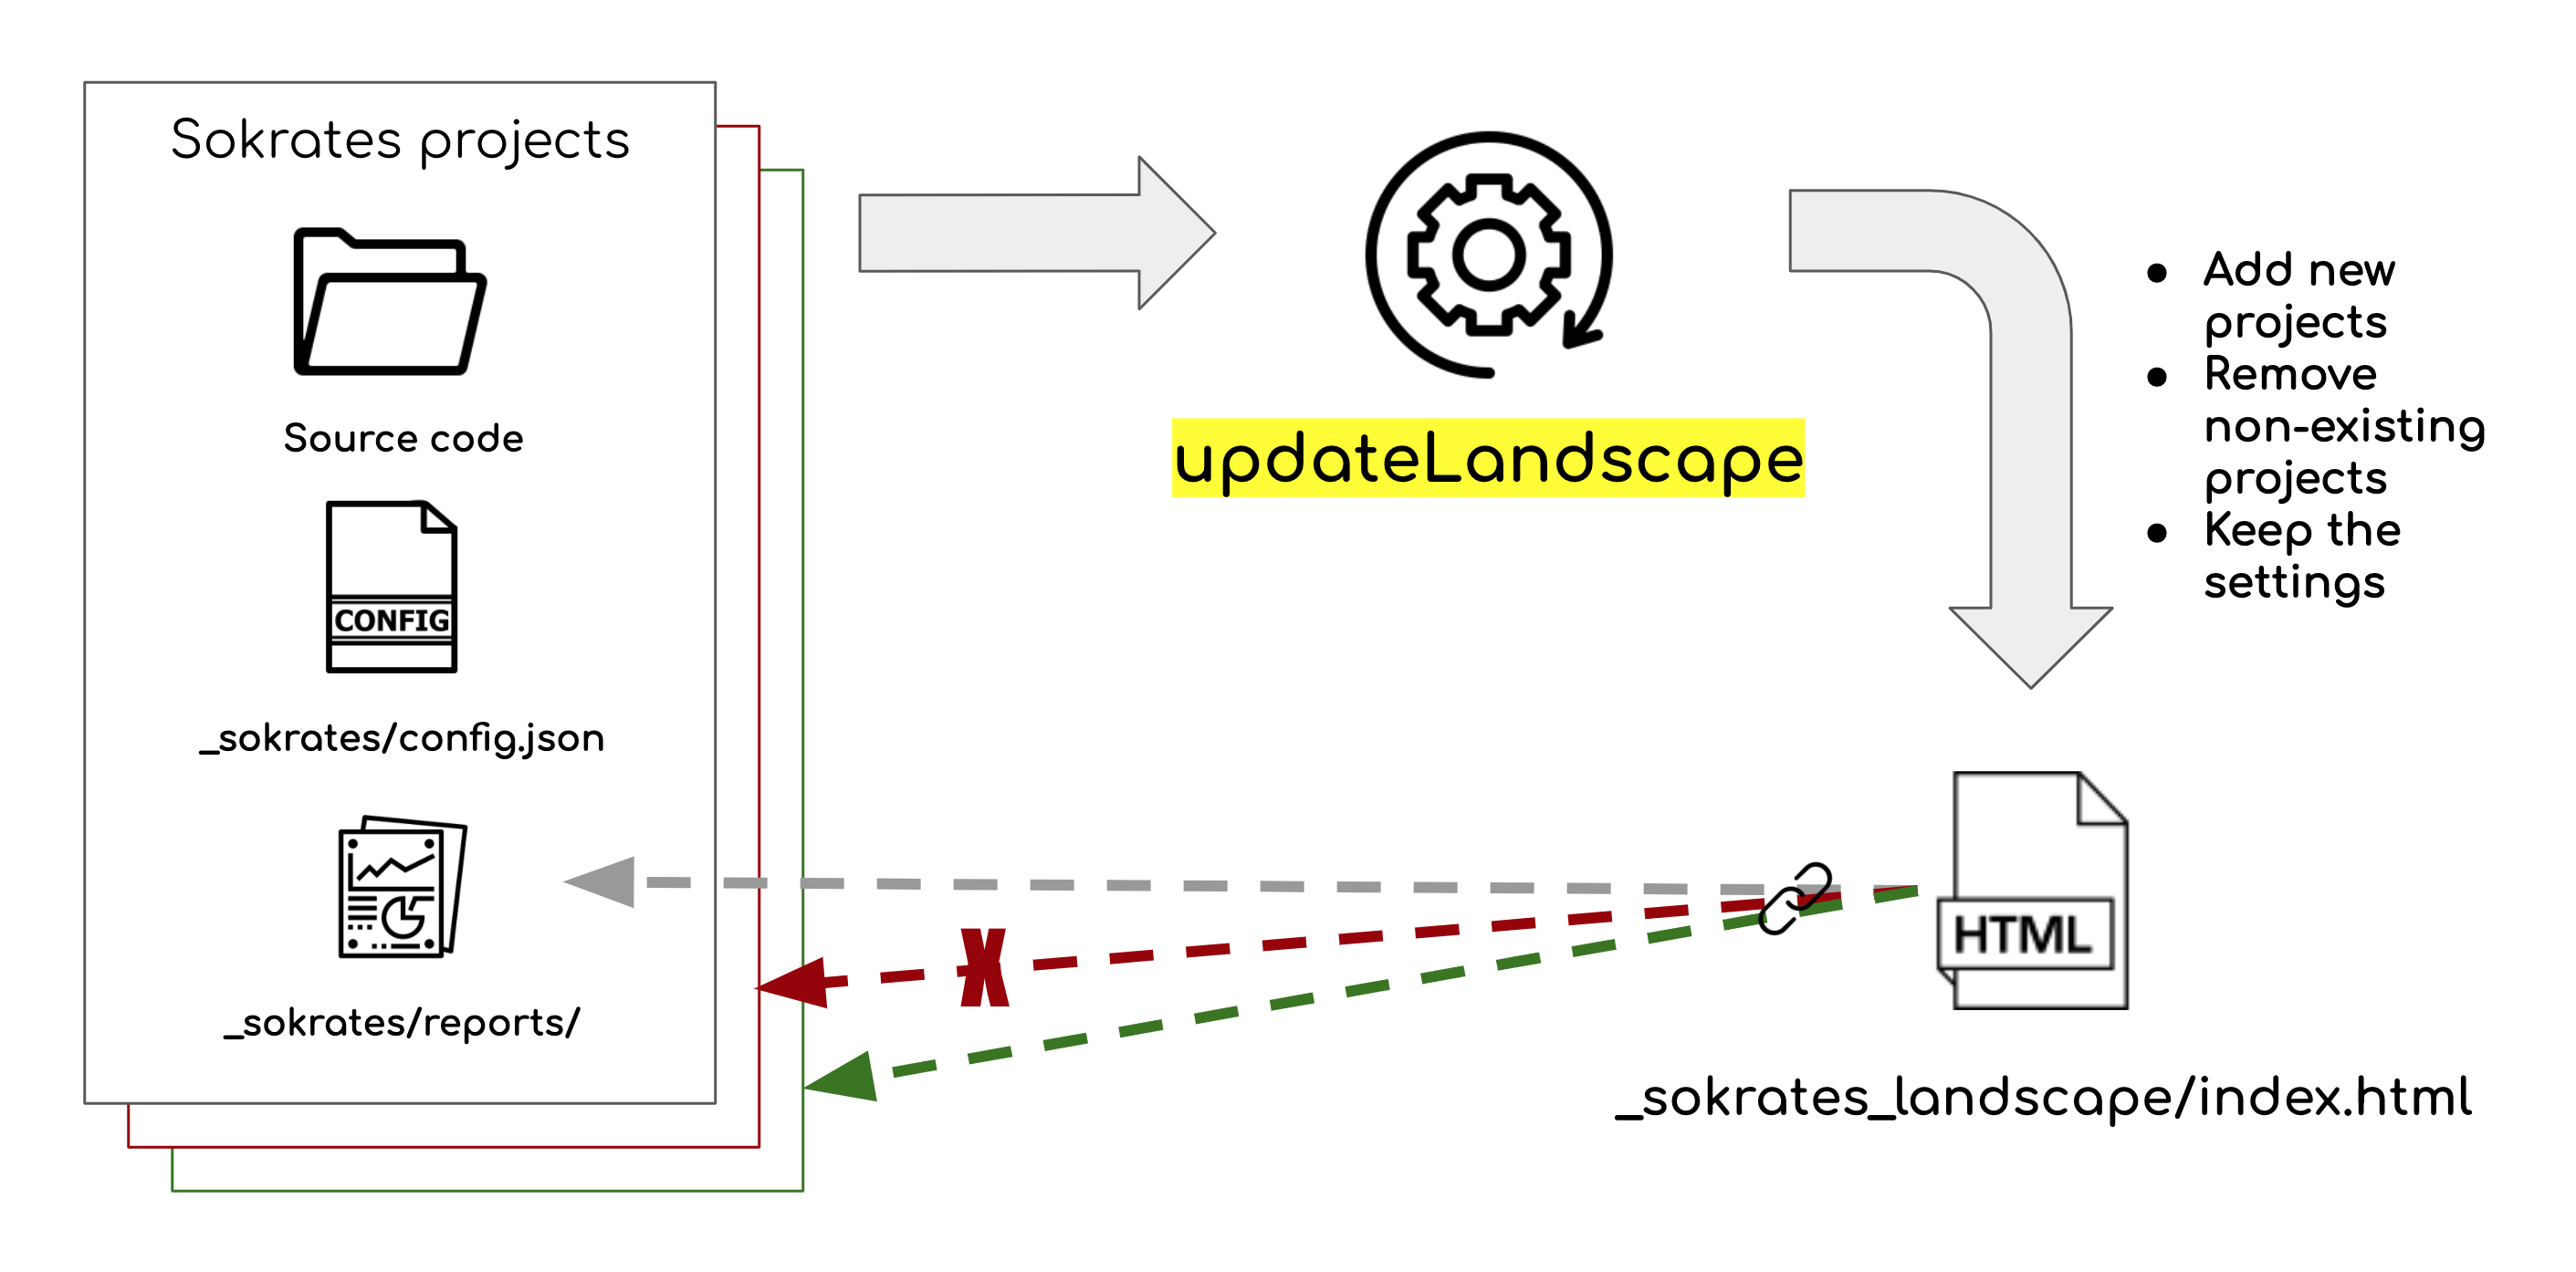 Sokrates projects
Source code
CONFIG
_sokrates/config.json
_sokrates/reports/
updateLandscape
● Add new
projects
● Remove
non-existing
projects
● Keep the
settings
X
HTML
_sokrates_landscape/index.html